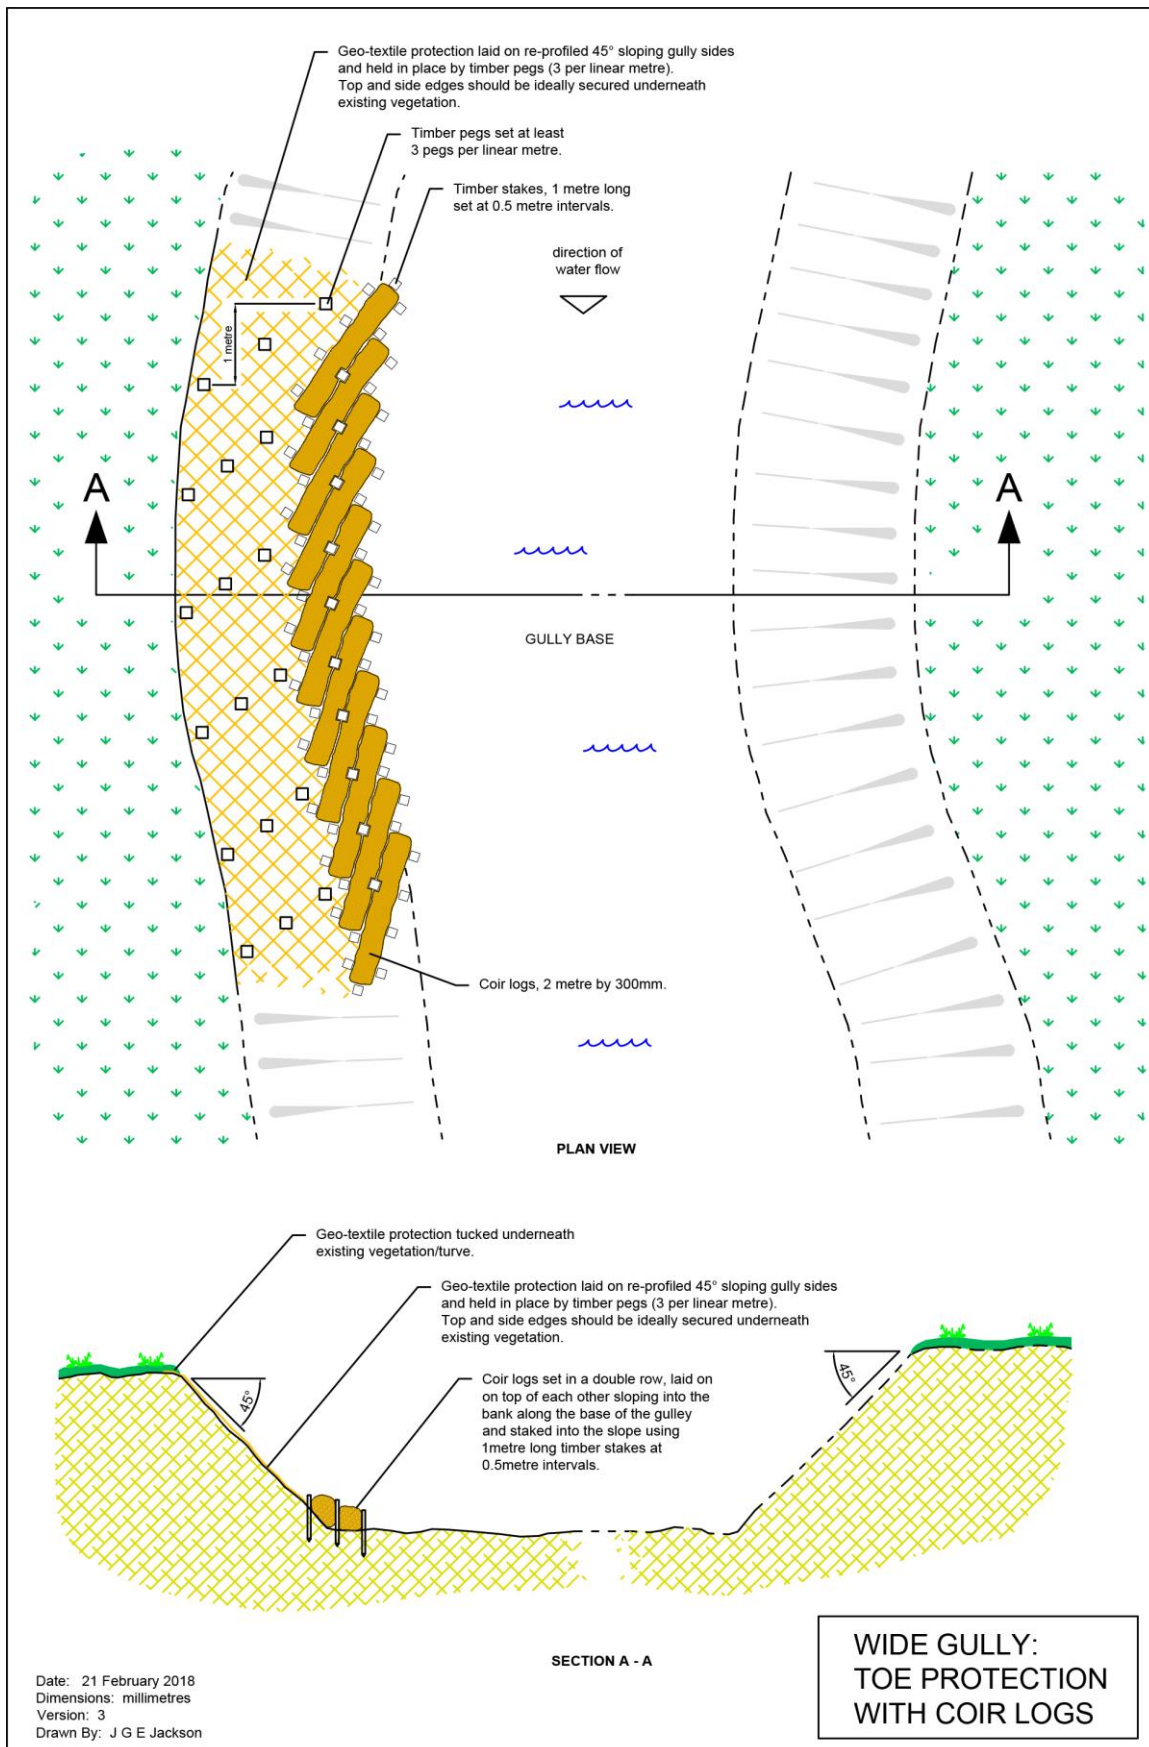 Geo-textile protection laid on re-profiled 45° sloping gully sides
and held in place by timber pegs (3 per linear metre).
Top and side edges should be ideally secured underneath
existing vegetation.
Timber pegs set at least
3 pegs per linear metre.
Timber stakes, 1 metre long
set at 0.5 metre intervals.
direction of
water flow
1 metre
A
A
GULLY BASE
Coir logs, 2 metre by 300mm.
PLAN VIEW
Geo-textile protection tucked underneath
existing vegetation/turve.
Geo-textile protection laid on re-profiled 45° sloping gully sides
and held in place by timber pegs (3 per linear metre).
Top and side edges should be ideally secured underneath
existing vegetation.
45°
45°
Coir logs set in a double row, laid on
on top of each other sloping into the
bank along the base of the gulley
and staked into the slope using
1metre long timber stakes at
0.5metre intervals.
SECTION A - A
Date: 21 February 2018
Dimensions: millimetres
Version: 3
Drawn By: J G E Jackson
WIDE GULLY:
TOE PROTECTION
WITH COIR LOGS